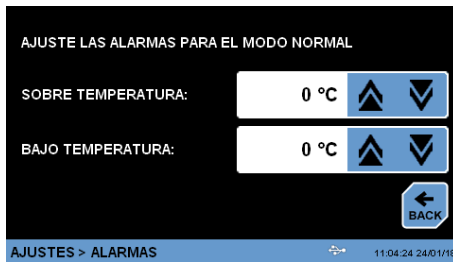 AJUSTE LAS ALARMAS PARA EL MODO NORMAL
SOBRE TEMPERATURA: 0 °C
BAJO TEMPERATURA: 0 °C
BACK
AJUSTES > ALARMAS 11:04:24 24/01/18